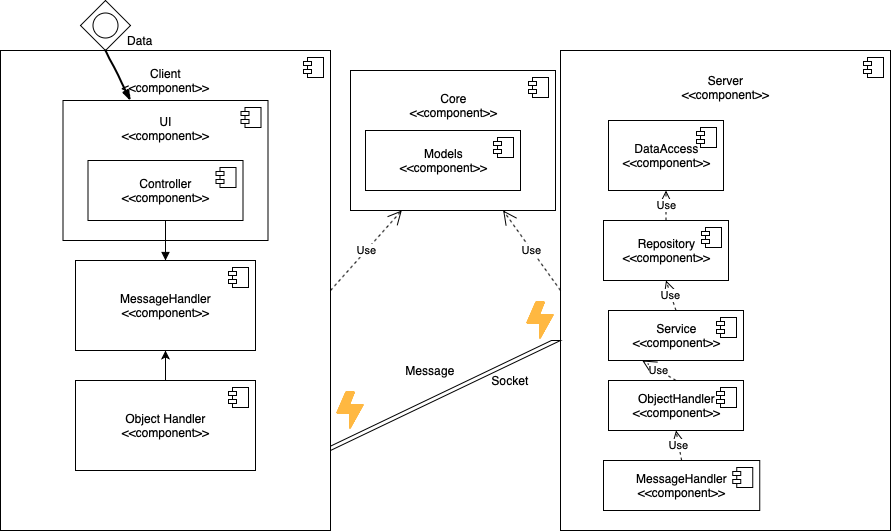 Data
Client
<<component>>
UI
<<component>>
Controller
<<component>>
MessageHandler
<<component>>
Object Handler
<<component>>
Core
<<component>>
Models
<<component>>
Use
Use
Message
Socket
Server
<<component>>
DataAccess
<<component>>
Use
Repository
<<component>>
Use
Service
<<component>>
Use
ObjectHandler
<<component>>
Use
MessageHandler
<<component>>